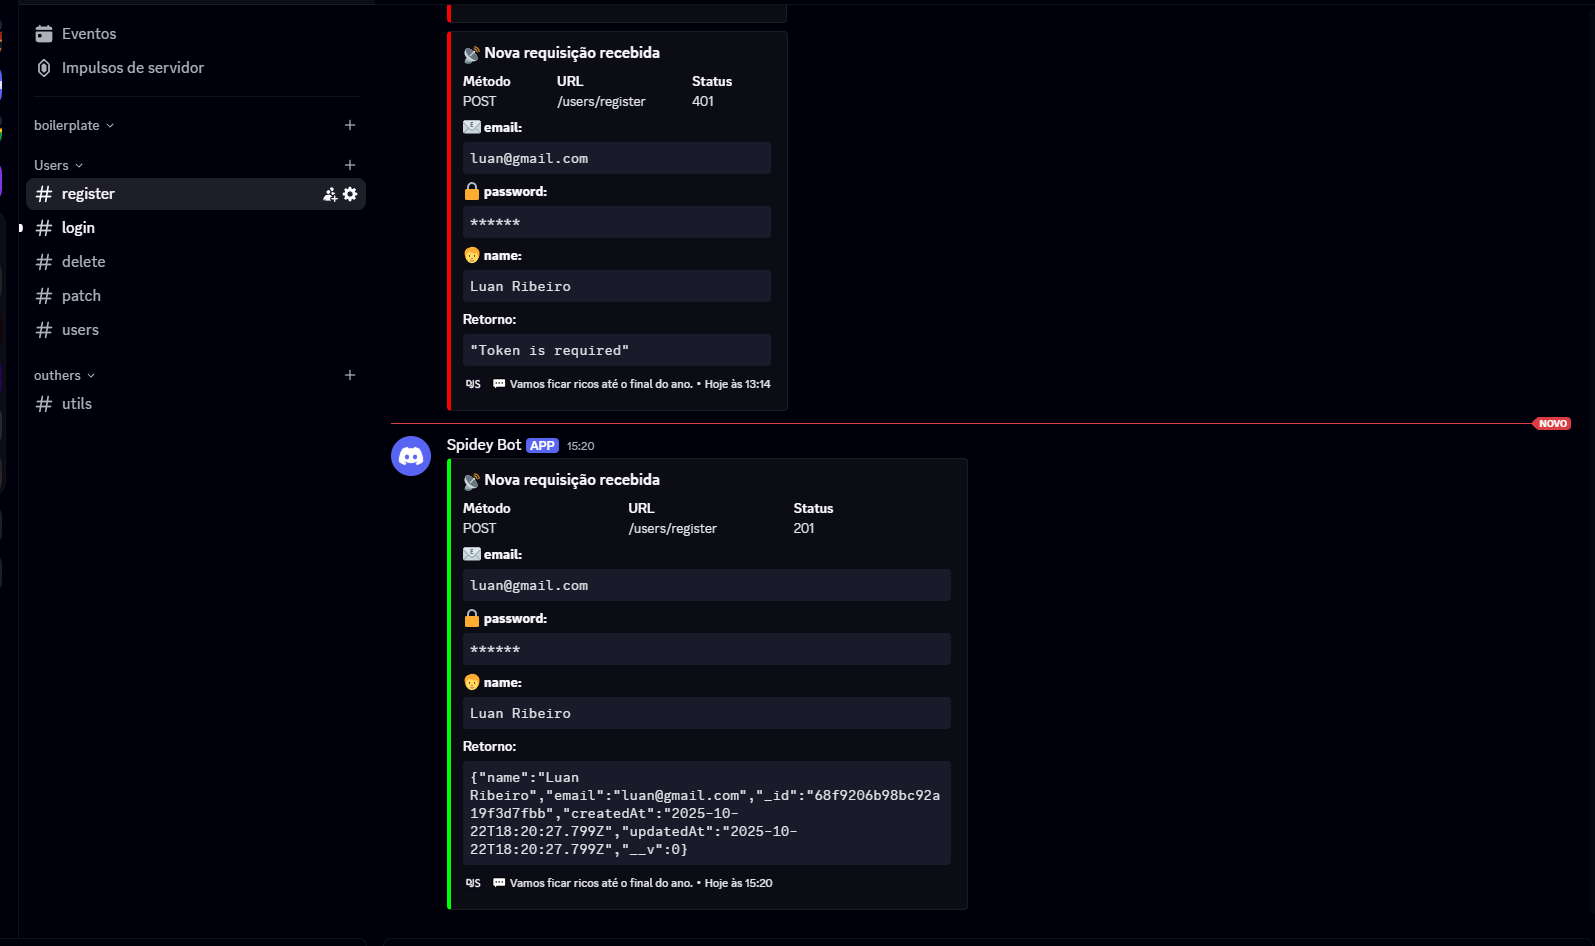 Eventos
Impulsos de servidor
boilerplate
Users
register
login
delete
patch
users
outhers
utils
Nova requisição recebida
Método URL Status
POST /users/register 401
email:
luan@gmail.com
password:
******
name:
Luan Ribeiro
Retorno:
"Token is required"
DJS Vamos ficar ricos até o final do ano. • Hoje às 13:14
NOVO
Spidey Bot APP 15:20
Nova requisição recebida
Método URL Status
POST /users/register 201
email:
luan@gmail.com
password:
******
name:
Luan Ribeiro
Retorno:
{"name":"Luan
Ribeiro","email":"luan@gmail.com","_id":"68f9206b98bc92a
19f3d7fbb","createdAt":"2025-10-
22T18:20:27.799Z","updatedAt":"2025-10-
22T18:20:27.799Z","__v":0}
DJS Vamos ficar ricos até o final do ano. • Hoje às 15:20